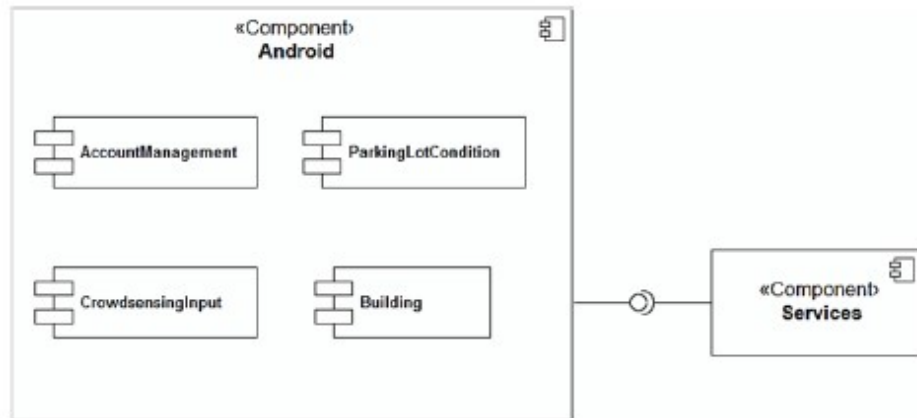 «Component»
Android
AccountManagement
ParkingLotCondition
CrowdsensingInput
Building
«Component»
Services